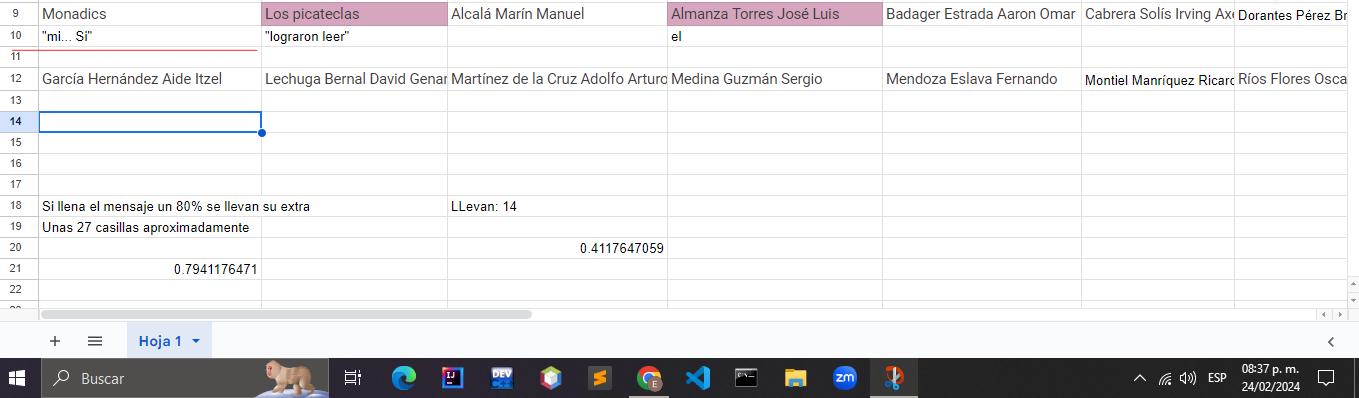 9 Monadics Los picateclas Alcalá Marín Manuel Almanza Torres José Luis Badager Estrada Aaron Omar Cabrera Solís Irving Axe Dorantes Pérez Br
10 "mi... Si" "lograron leer" el
11
12 García Hernández Aide Itzel Lechuga Bernal David Genar Martínez de la Cruz Adolfo Arturo Medina Guzmán Sergio Mendoza Eslava Fernando Montiel Manríquez Ricard Ríos Flores Osca
13
14
15
16
17
18 Si llena el mensaje un 80% se llevan su extra LLevan: 14
19 Unas 27 casillas aproximadamente
20 0.4117647059
21 0.7941176471
22
Hoja 1
Buscar
IJ
DEV
E
zm
ESP
08:37 p. m.
24/02/2024